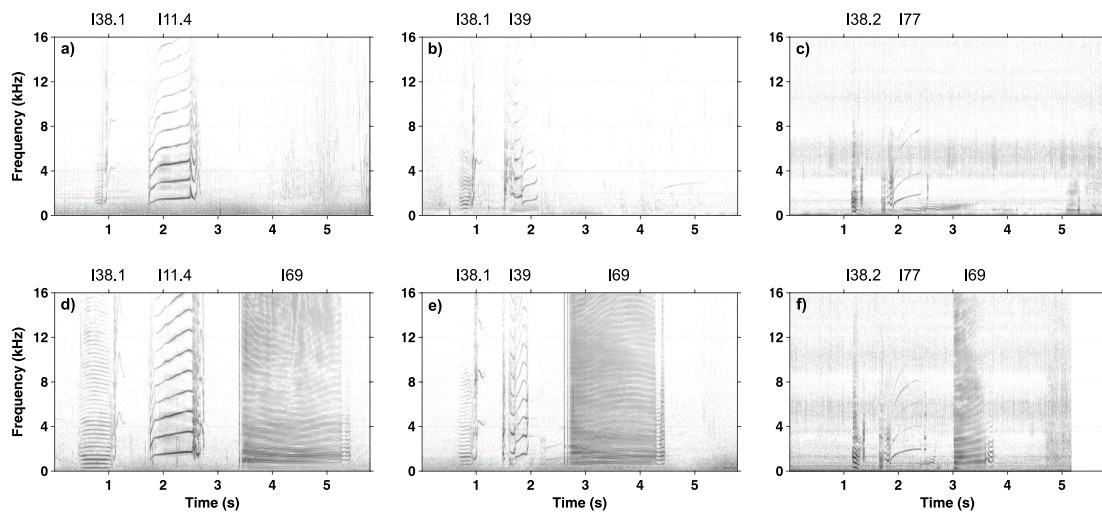 I38.1 I11.4 I38.1 I39 I38.2 I77
a) b) c)
16 16 16
12 12 12
8 8 8
4 4 4
0 0 0
Frequency (kHz)
1 2 3 4 5 1 2 3 4 5 1 2 3 4 5
I38.1 I11.4 I69 I38.1 I39 I69 I38.2 I77 I69
d) e) f)
16 16 16
12 12 12
8 8 8
4 4 4
0 0 0
Frequency (kHz)
1 2 3 4 5 1 2 3 4 5 1 2 3 4 5
Time (s) Time (s) Time (s)